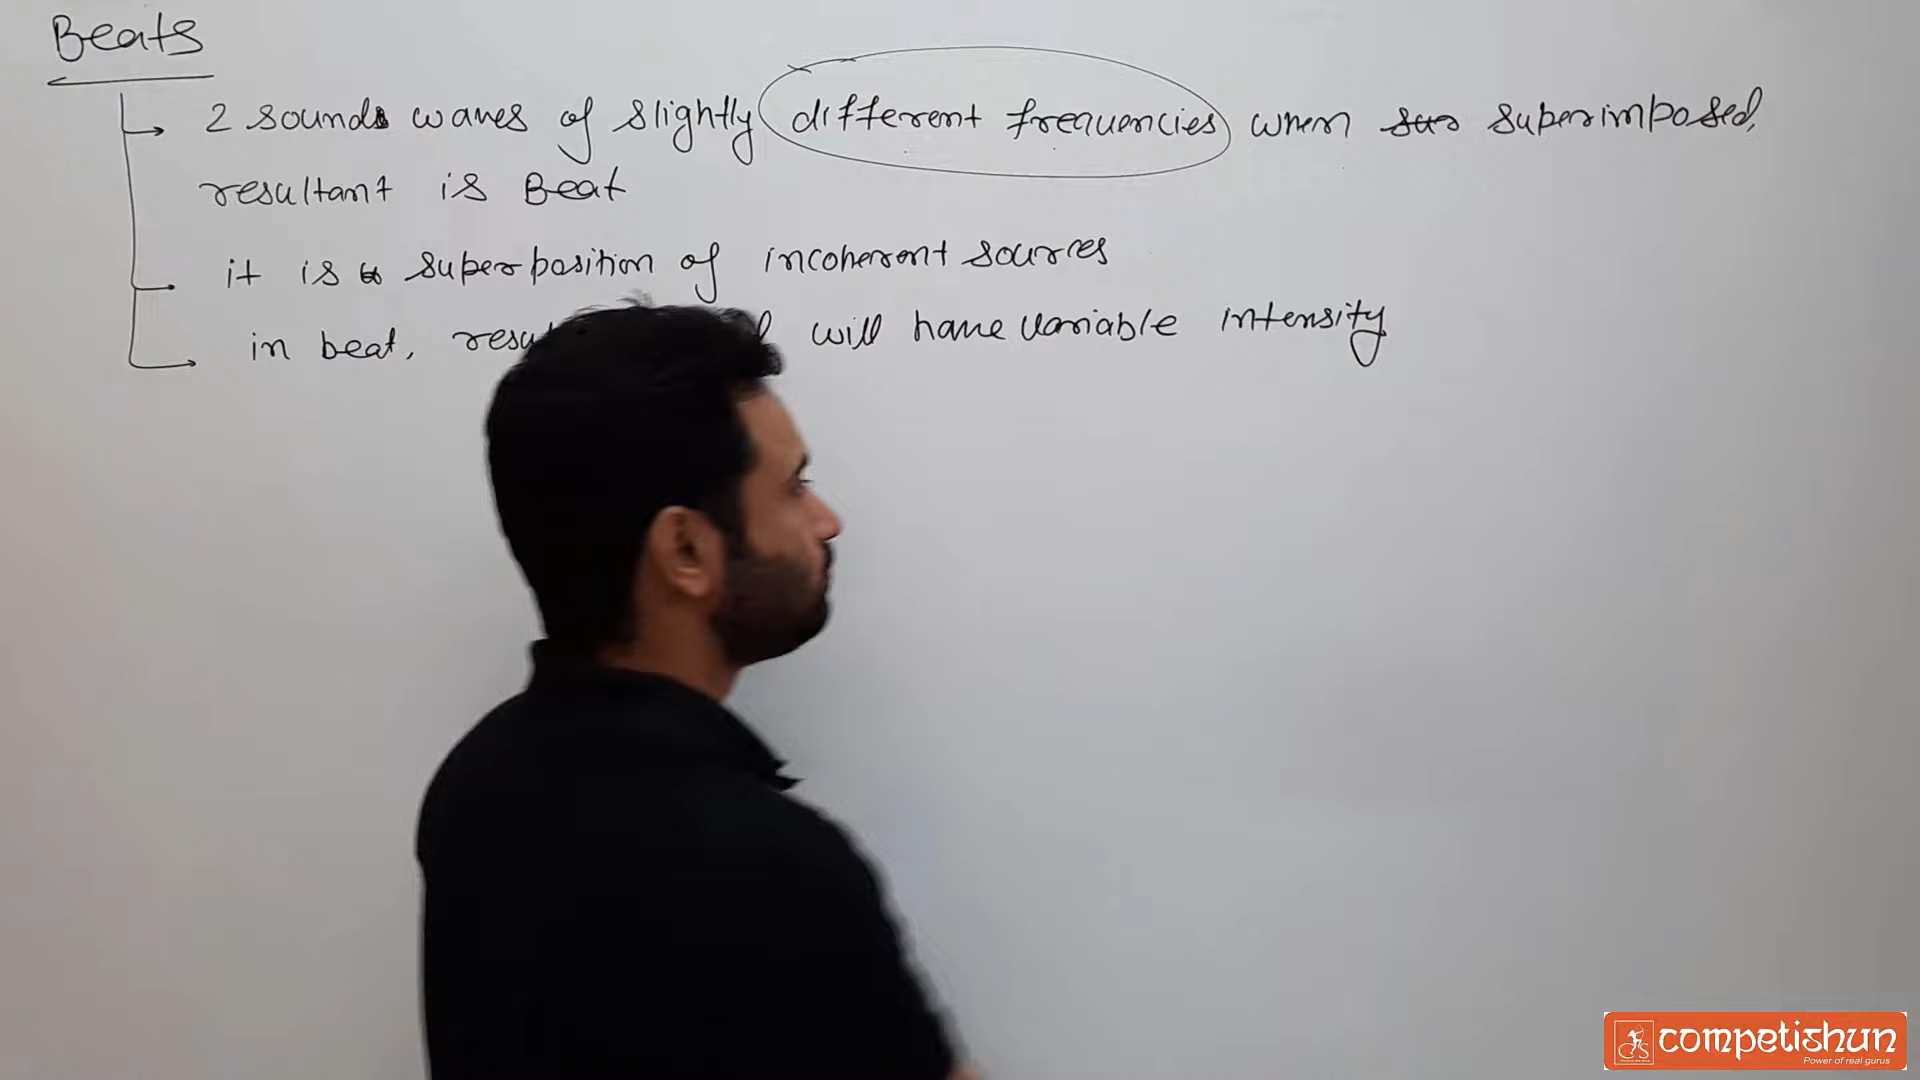 Beats
2 sounds waves of slightly different frequencies when superimposed,
resultant is Beat
it is superposition of incoherent sources
in beat, will have variable intensity
competishun
Power of real gurus